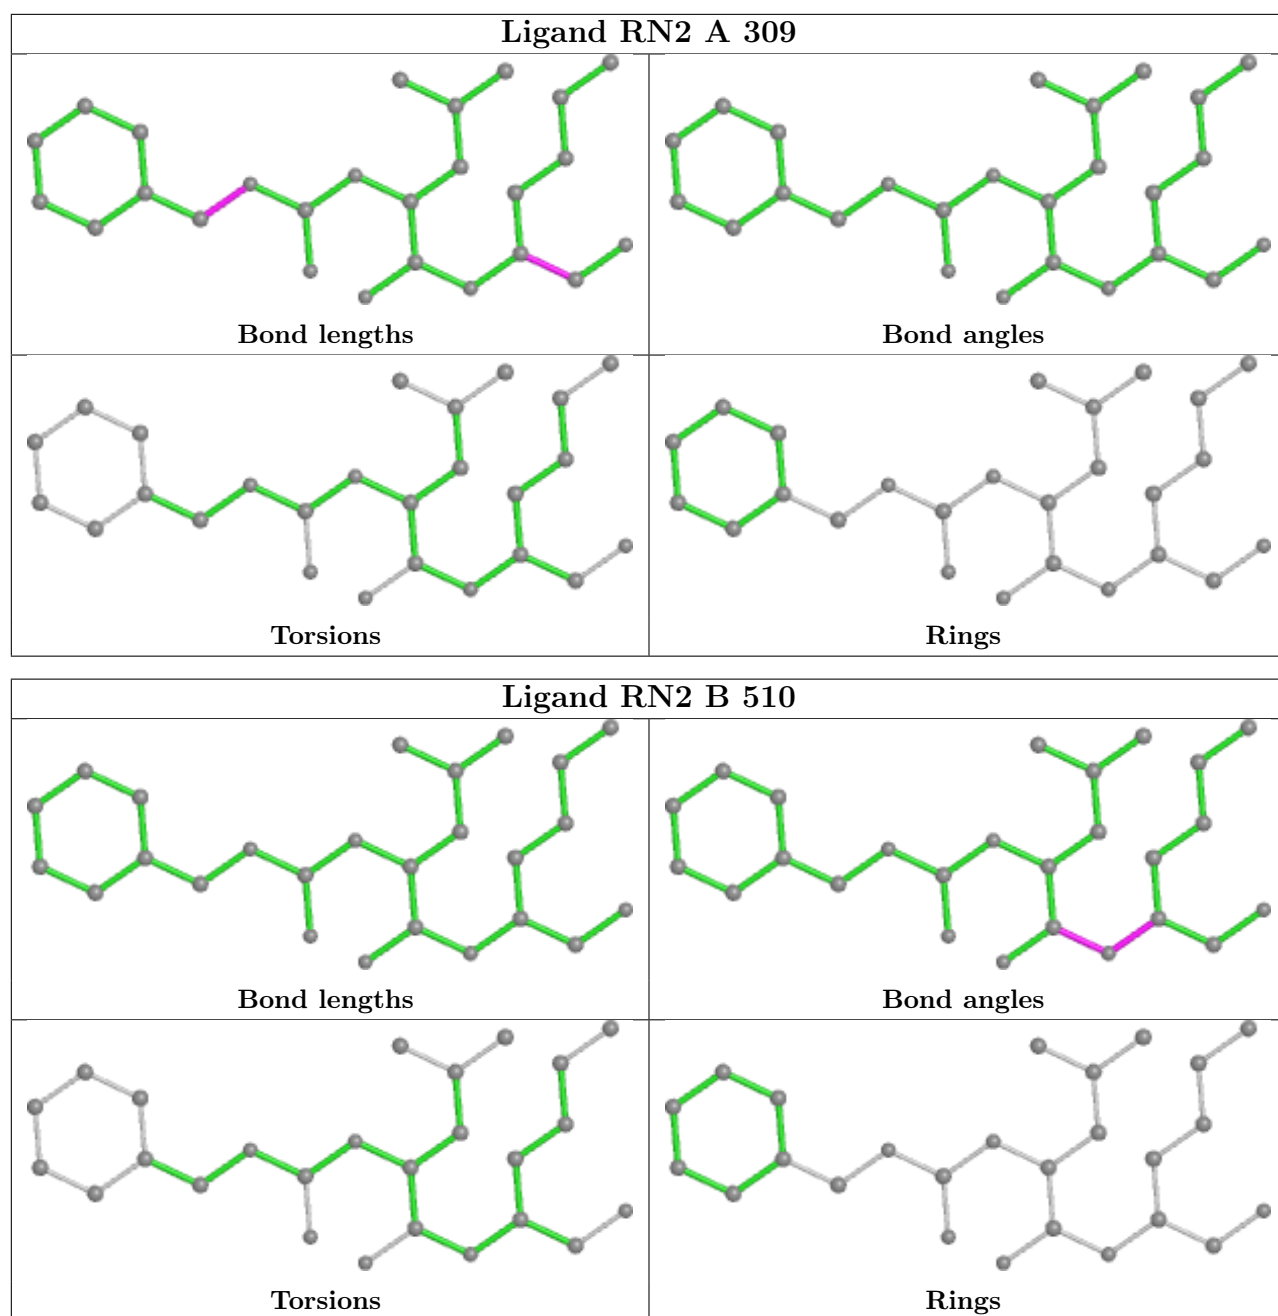 Ligand RN2 A 309
Bond lengths
Bond angles
Torsions
Rings
Ligand RN2 B 510
Bond lengths
Bond angles
Torsions
Rings